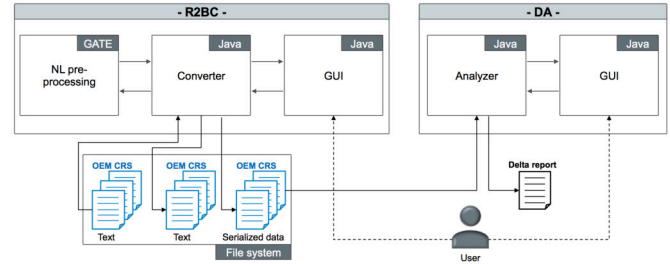 - R2BC -
- DA -
GATE
Java
Java
Java
Java
NL pre-
processing
Converter
GUI
Analyzer
GUI
OEM CRS
OEM CRS
OEM CRS
Delta report
Text
Text
Serialized data
File system
User